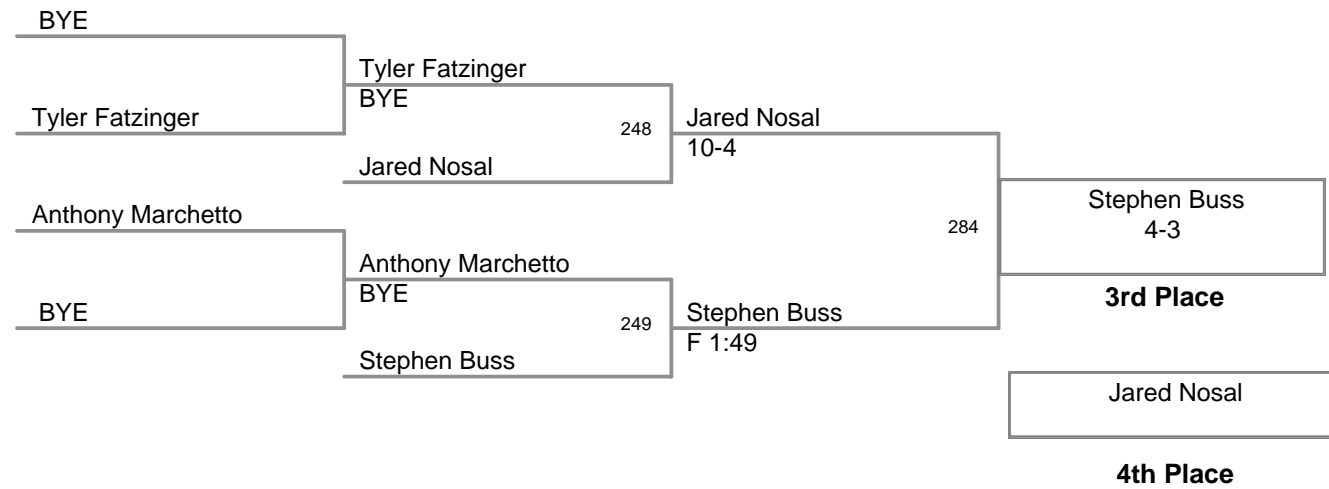 BYE
Tyler Fatzinger
BYE
Tyler Fatzinger
248
Jared Nosal
10-4
Jared Nosal
Anthony Marchetto
Anthony Marchetto
BYE
BYE
249
Stephen Buss
F 1:49
Stephen Buss
284
Stephen Buss
4-3
3rd Place
Jared Nosal
4th Place